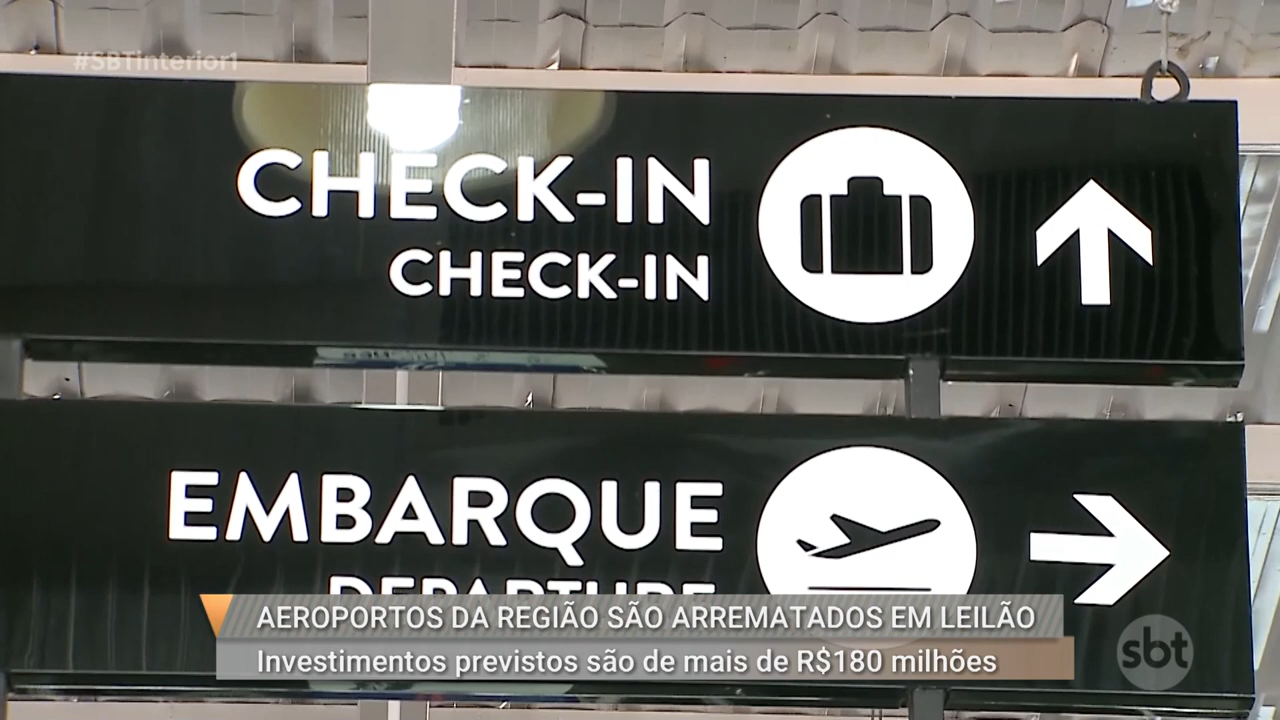 #SBTinterior1
CHECK-IN
CHECK-IN
EMBARQUE
DEPARTURE
AEROPORTOS DA REGIÃO SÃO ARREMATADOS EM LEILÃO
Investimentos previstos são de mais de R$180 milhões
sbt